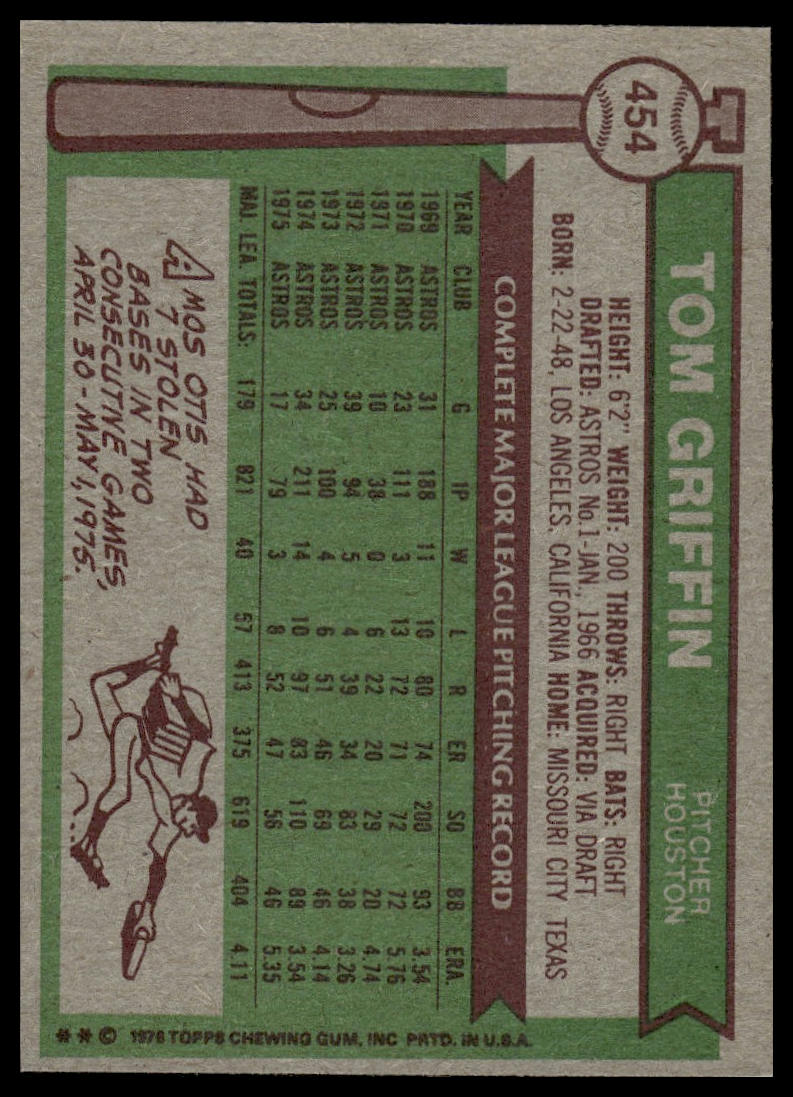 454
TOM GRIFFIN
PITCHER
HOUSTON
HEIGHT: 6'2" WEIGHT: 200 THROWS: RIGHT BATS: RIGHT
DRAFTED: ASTROS No.1-JAN., 1966 ACQUIRED: VIA DRAFT
BORN: 2-22-48, LOS ANGELES, CALIFORNIA HOME: MISSOURI CITY, TEXAS
COMPLETE MAJOR LEAGUE PITCHING RECORD
YEAR CLUB G IP W L R ER SO BB ERA.
1969 ASTROS 31 188 11 10 80 74 200 93 3.54
1970 ASTROS 23 111 3 13 72 71 72 72 5.76
1971 ASTROS 10 38 0 6 22 20 29 20 4.74
1972 ASTROS 39 94 5 4 39 34 83 38 3.26
1973 ASTROS 25 100 4 6 51 46 69 46 4.14
1974 ASTROS 34 211 14 10 97 83 110 89 3.54
1975 ASTROS 17 79 3 8 52 47 56 46 5.35
MAJ. LEA. TOTALS: 179 821 40 57 413 375 619 404 4.11
AMOS OTIS HAD
7 STOLEN
BASES IN TWO
CONSECUTIVE GAMES,
APRIL 30-MAY 1, 1975.
** © 1976 TOPPS CHEWING GUM, INC PRTD. IN U.S.A.